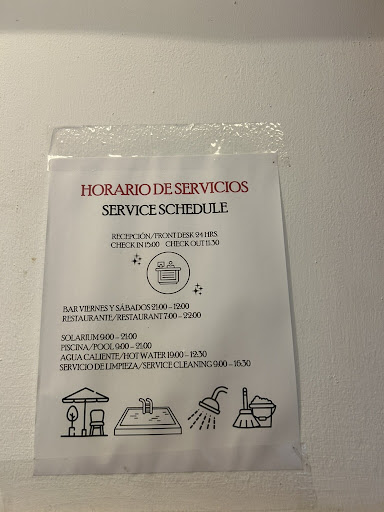 HORARIO DE SERVICIOS
SERVICE SCHEDULE
RECEPCIÓN/FRONT DESK 24 HRS.
CHECK IN 15:00 CHECK OUT 11:30
BAR VIERNES Y SÁBADOS 21:00 - 12:00
RESTAURANTE/RESTAURANT 7:00 - 22:00
SOLARIUM 9:00 - 21:00
PISCINA/POOL 9:00 - 21:00
AGUA CALIENTE/HOT WATER 19:00 - 12:30
SERVICIO DE LIMPIEZA/SERVICE CLEANING 9:00 - 16:30